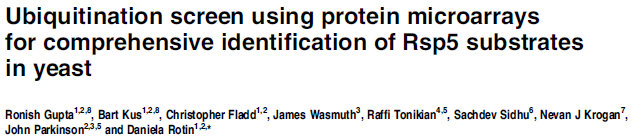 Ubiquitination screen using protein microarrays
for comprehensive identification of Rsp5 substrates
in yeast
Ronish Gupta1,2,8, Bart Kus1,2,8, Christopher Fladd1,2, James Wasmuth3, Raffi Tonikian4,5, Sachdev Sidhu6, Nevan J Krogan7,
John Parkinson2,3,5 and Daniela Rotin1,2,*